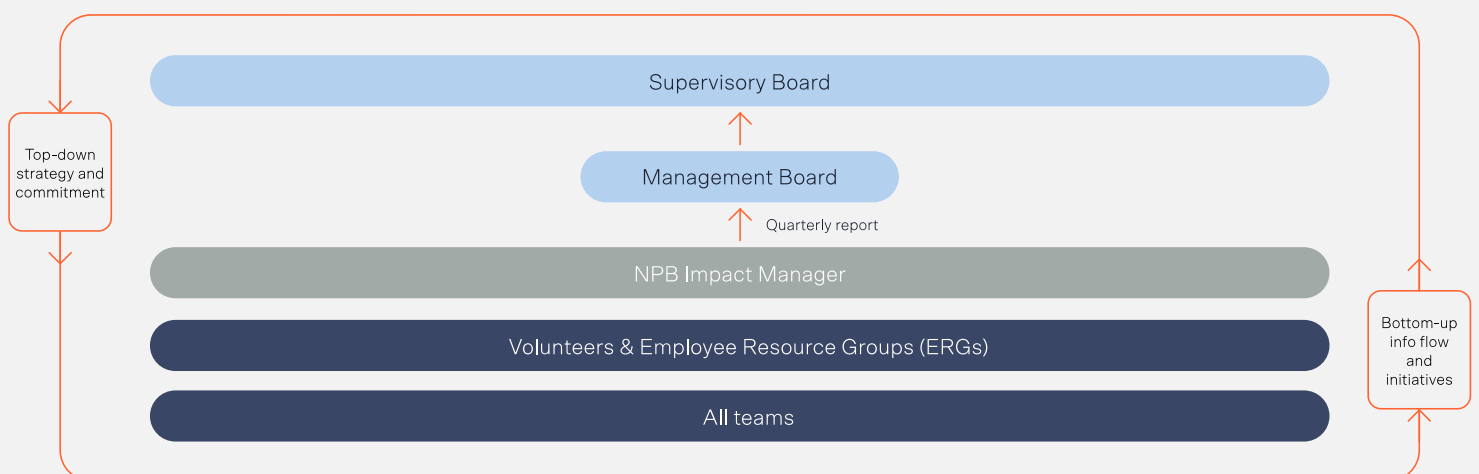 Supervisory Board
Top-down
strategy and
commitment
Management Board
Quarterly report
NPB Impact Manager
Volunteers & Employee Resource Groups (ERGs)
Bottom-up
info flow
and
initiatives
All teams